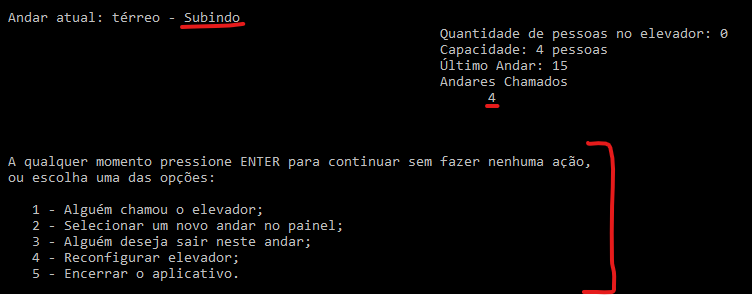 Andar atual: térreo - Subindo
Quantidade de pessoas no elevador: 0
Capacidade: 4 pessoas
Último Andar: 15
Andares Chamados
4
A qualquer momento pressione ENTER para continuar sem fazer nenhuma ação,
ou escolha uma das opções:
1 - Alguém chamou o elevador;
2 - Selecionar um novo andar no painel;
3 - Alguém deseja sair neste andar;
4 - Reconfigurar elevador;
5 - Encerrar o aplicativo.